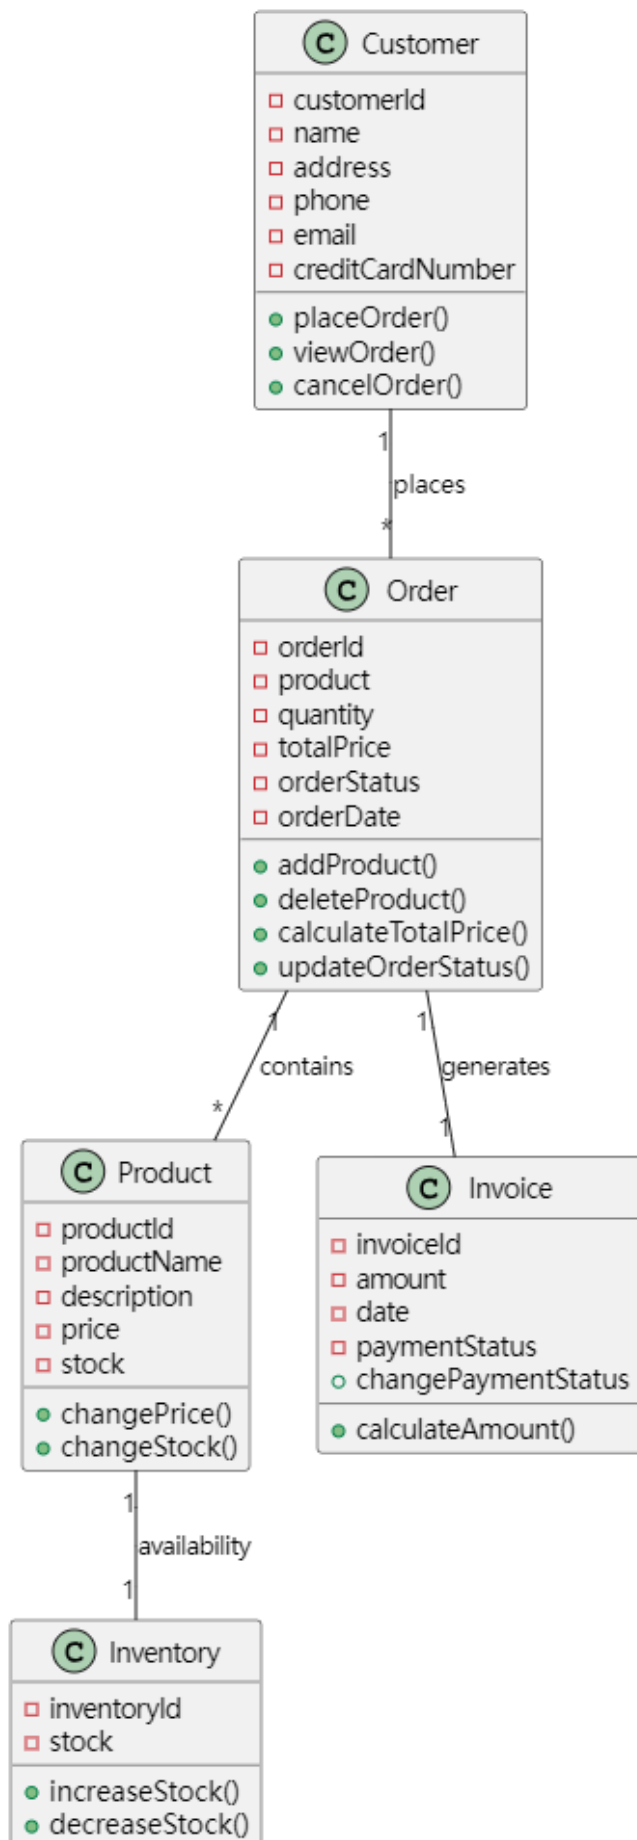 C Customer
customerId
name
address
phone
email
creditCardNumber
placeOrder()
viewOrder()
cancelOrder()
1
places
*
C Order
orderId
product
quantity
totalPrice
orderStatus
orderDate
addProduct()
deleteProduct()
calculateTotalPrice()
updateOrderStatus()
1 1
contains generates
* 1
C Product
productId
productName
description
price
stock
changePrice()
changeStock()
C Invoice
invoiceId
amount
date
paymentStatus
changePaymentStatus
calculateAmount()
1
availability
1
C Inventory
inventoryId
stock
increaseStock()
decreaseStock()